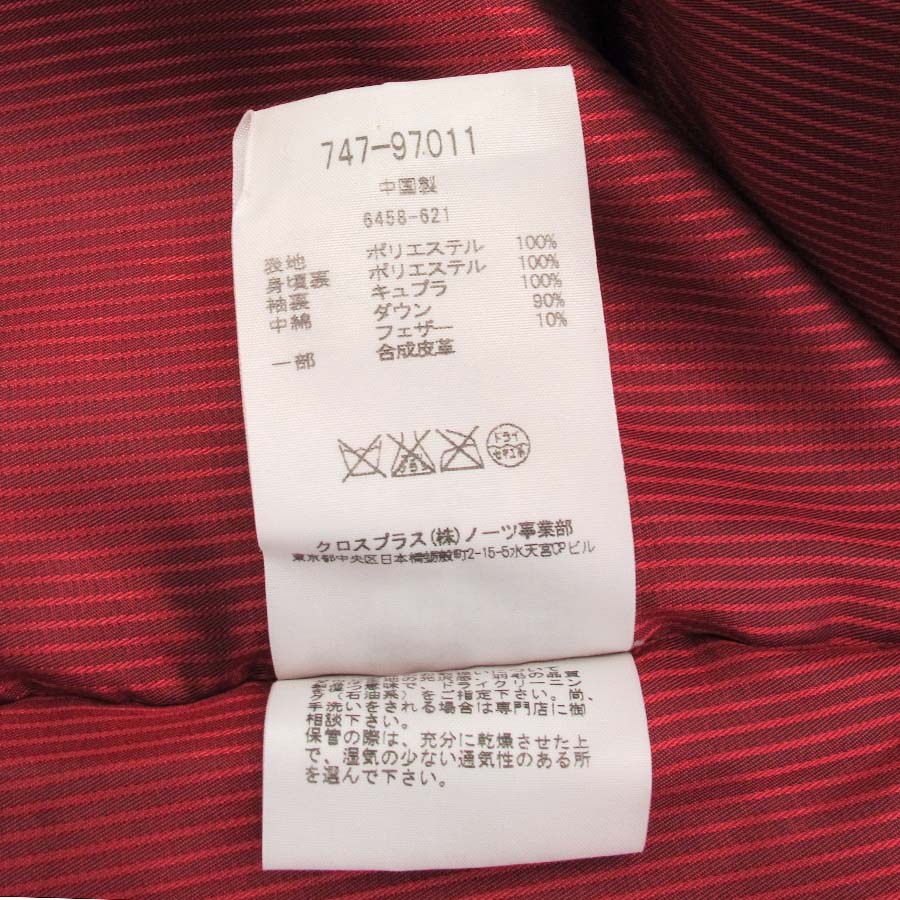 747-97011
中国製
6458-621
表地 ポリエステル 100%
身頃裏 ポリエステル 100%
袖裏 キュプラ 100%
中綿 ダウン 90%
フェザー 10%
一部 合成皮革
ドライ
セキユ系
クロスプラス(株)ノーツ事業部
東京都中央区日本橋蛎殻町2-15-5水天宮CPビル
(石油系)をご指定下さい。尚、
手洗いをされる場合は専門店に御
相談下さい。
保管の際は、充分に乾燥させた上
で、湿気の少ない通気性のある所
を選んで下さい。